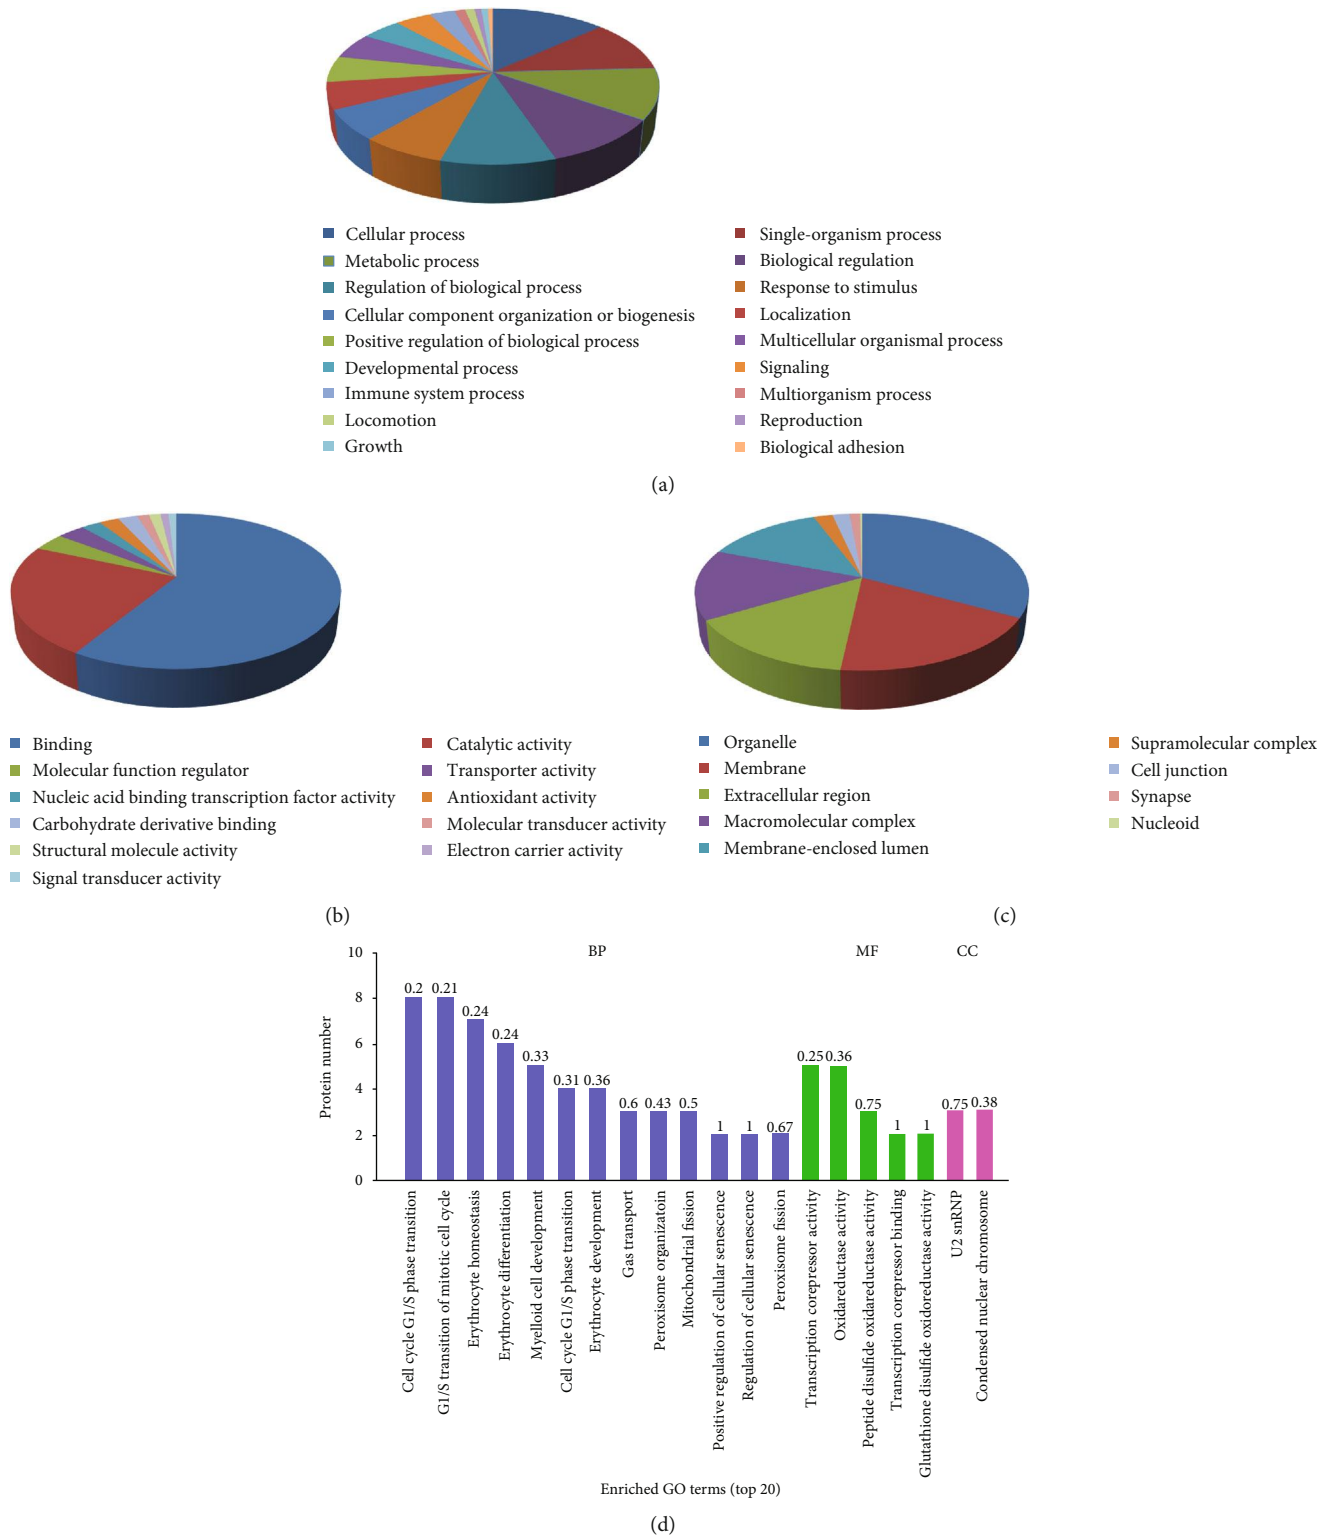 Cellular process
Single-organism process
Metabolic process
Biological regulation
Regulation of biological process
Response to stimulus
Cellular component organization or biogenesis
Localization
Positive regulation of biological process
Multicellular organismal process
Developmental process
Signaling
Immune system process
Multiorganism process
Locomotion
Reproduction
Growth
Biological adhesion
(a)
Binding
Catalytic activity
Molecular function regulator
Transporter activity
Nucleic acid binding transcription factor activity
Antioxidant activity
Carbohydrate derivative binding
Molecular transducer activity
Structural molecule activity
Electron carrier activity
Signal transducer activity
(b)
Organelle
Supramolecular complex
Membrane
Cell junction
Extracellular region
Synapse
Macromolecular complex
Nucleoid
Membrane-enclosed lumen
(c)
BP
MF
CC
Protein number
10
8
6
4
2
0
0.2
0.21
0.24
0.24
0.33
0.31
0.36
0.6
0.43
0.5
1
1
0.67
0.25
0.36
0.75
1
1
0.75
0.38
Cell cycle G1/S phase transition
G1/S transition of mitotic cell cycle
Erythrocyte homeostasis
Erythrocyte differentiation
Myelloid cell development
Cell cycle G1/S phase transition
Erythrocyte development
Gas transport
Peroxisome organizatoin
Mitochondrial fission
Positive regulation of cellular senescence
Regulation of cellular senescence
Peroxisome fission
Transcription corepressor activity
Oxidareductase activity
Peptide disulfide oxidareductase activity
Transcription corepressor binding
Glutathione disulfide oxidoreductase activity
U2 snRNP
Condensed nuclear chromosome
Enriched GO terms (top 20)
(d)